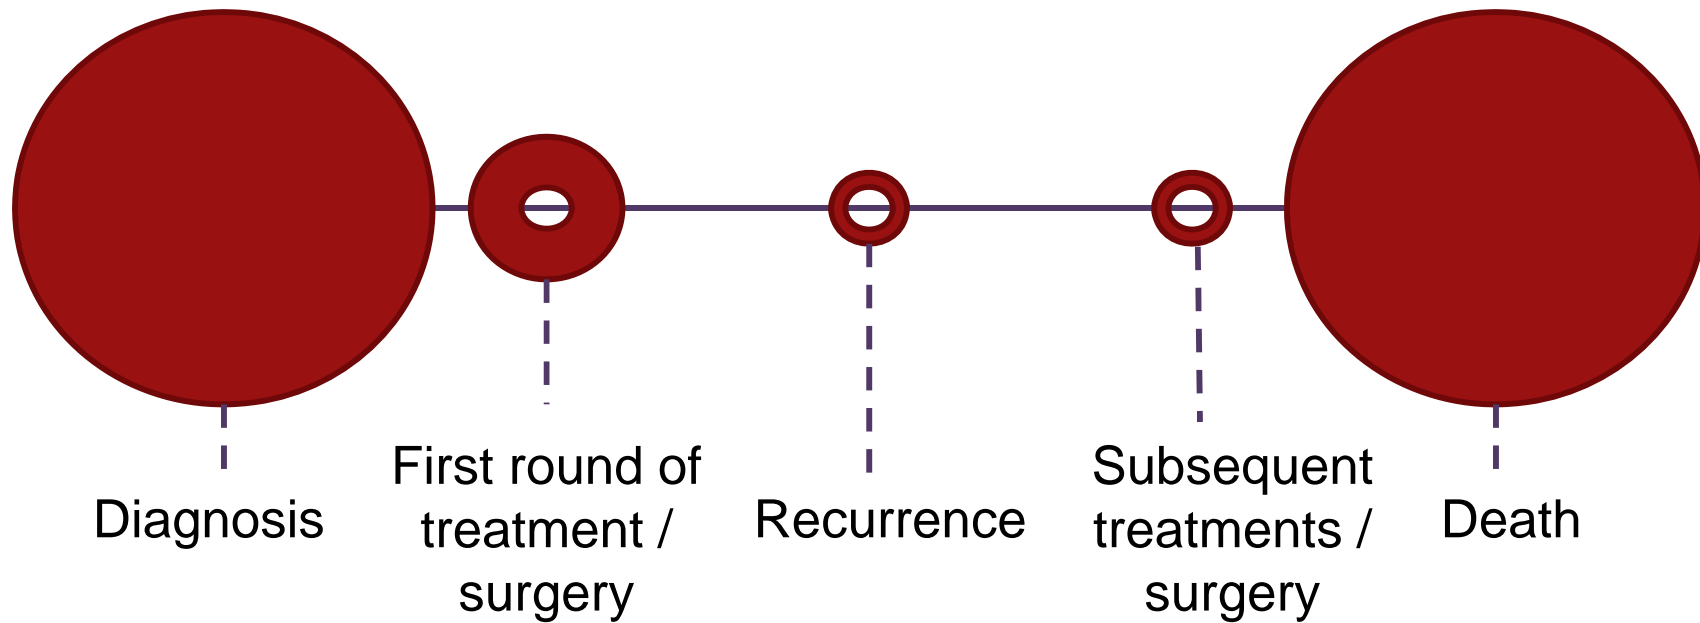 Diagnosis
First round of
treatment /
surgery
Recurrence
Subsequent
treatments /
surgery
Death